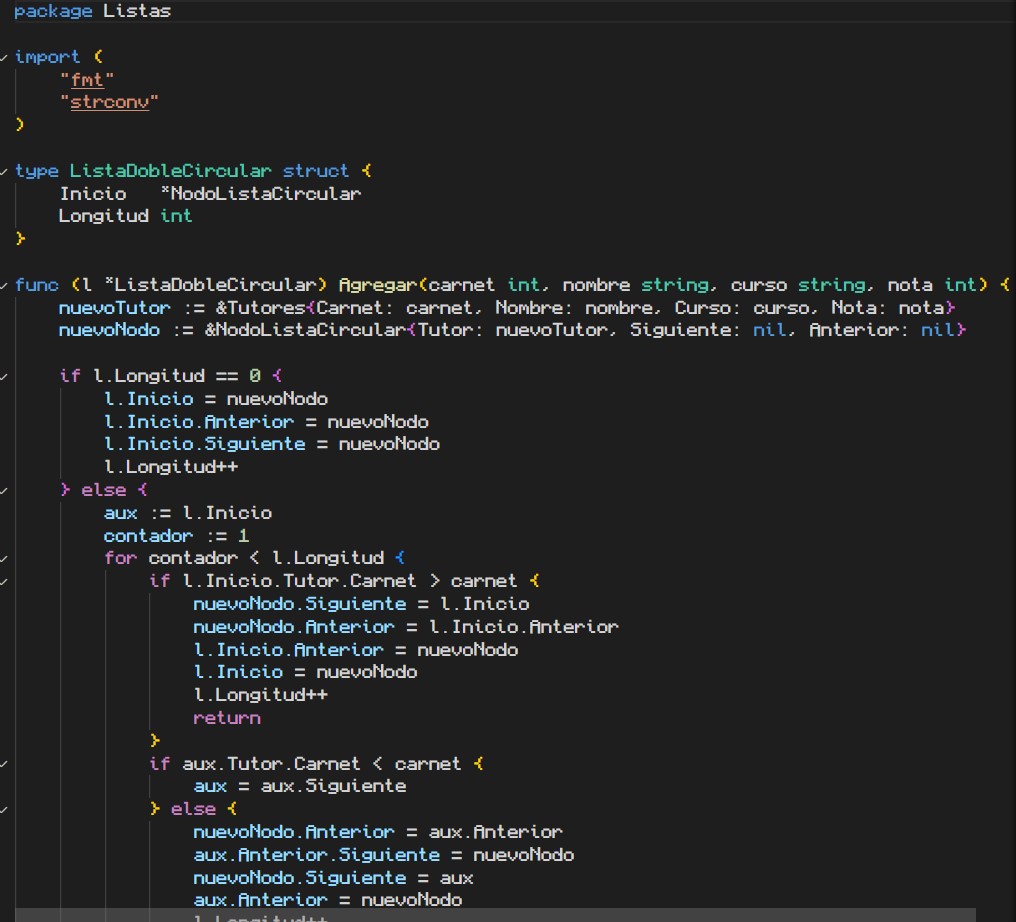 package Listas
import (
"fmt"
"strconv"
)
type ListaDobleCircular struct {
Inicio *NodoListaCircular
Longitud int
}
func (l *ListaDobleCircular) Agregar(carnet int, nombre string, curso string, nota int) {
nuevoTutor := &Tutores{Carnet: carnet, Nombre: nombre, Curso: curso, Nota: nota}
nuevoNodo := &NodoListaCircular{Tutor: nuevoTutor, Siguiente: nil, Anterior: nil}
if l.Longitud == 0 {
l.Inicio = nuevoNodo
l.Inicio.Anterior = nuevoNodo
l.Inicio.Siguiente = nuevoNodo
l.Longitud++
} else {
aux := l.Inicio
contador := 1
for contador < l.Longitud {
if l.Inicio.Tutor.Carnet > carnet {
nuevoNodo.Siguiente = l.Inicio
nuevoNodo.Anterior = l.Inicio.Anterior
l.Inicio.Anterior = nuevoNodo
l.Inicio = nuevoNodo
l.Longitud++
return
}
if aux.Tutor.Carnet < carnet {
aux = aux.Siguiente
} else {
nuevoNodo.Anterior = aux.Anterior
aux.Anterior.Siguiente = nuevoNodo
nuevoNodo.Siguiente = aux
aux.Anterior = nuevoNodo
l.Longitud++